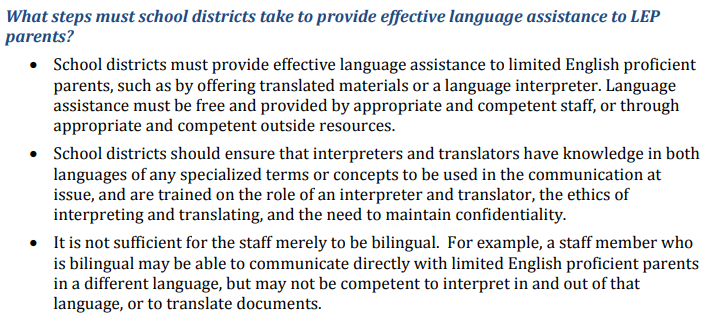 What steps must school districts take to provide effective language assistance to LEP
parents?
• School districts must provide effective language assistance to limited English proficient
parents, such as by offering translated materials or a language interpreter. Language
assistance must be free and provided by appropriate and competent staff, or through
appropriate and competent outside resources.
• School districts should ensure that interpreters and translators have knowledge in both
languages of any specialized terms or concepts to be used in the communication at
issue, and are trained on the role of an interpreter and translator, the ethics of
interpreting and translating, and the need to maintain confidentiality.
• It is not sufficient for the staff merely to be bilingual.  For example, a staff member who
is bilingual may be able to communicate directly with limited English proficient parents
in a different language, but may not be competent to interpret in and out of that
language, or to translate documents.